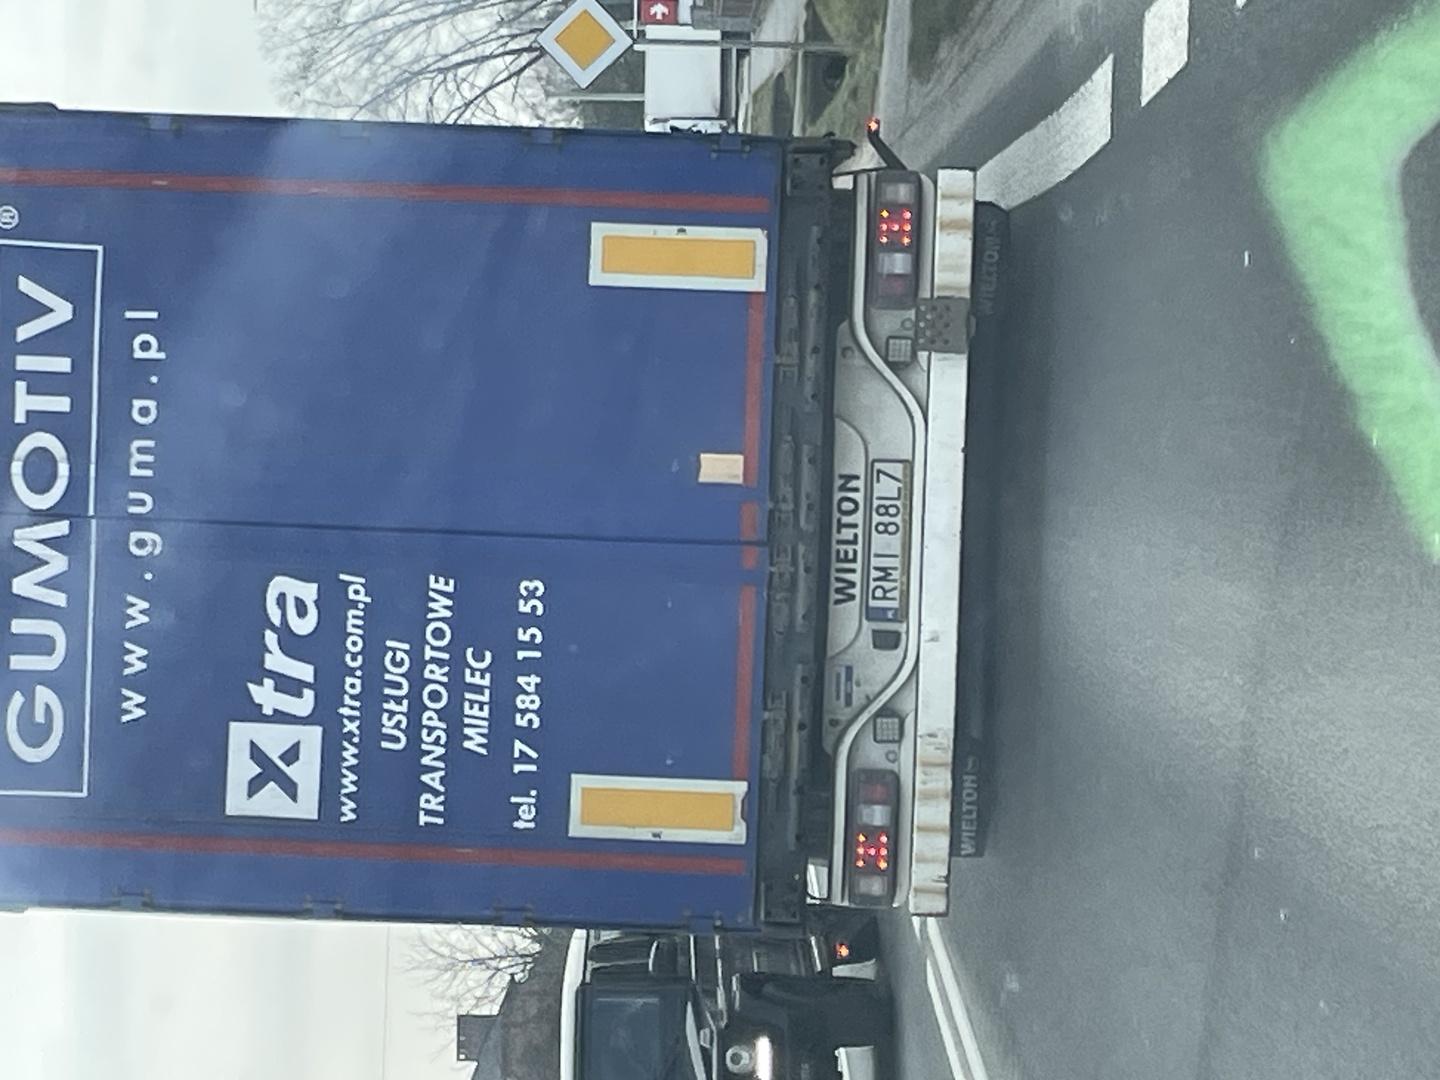 GUMOTIV®
www.guma.pl
xtra
www.xtra.com.pl
USŁUGI
TRANSPORTOWE
MIELEC
tel. 17 584 15 53
WIELTON
RMI 88L7
WIELTON
WIELTON